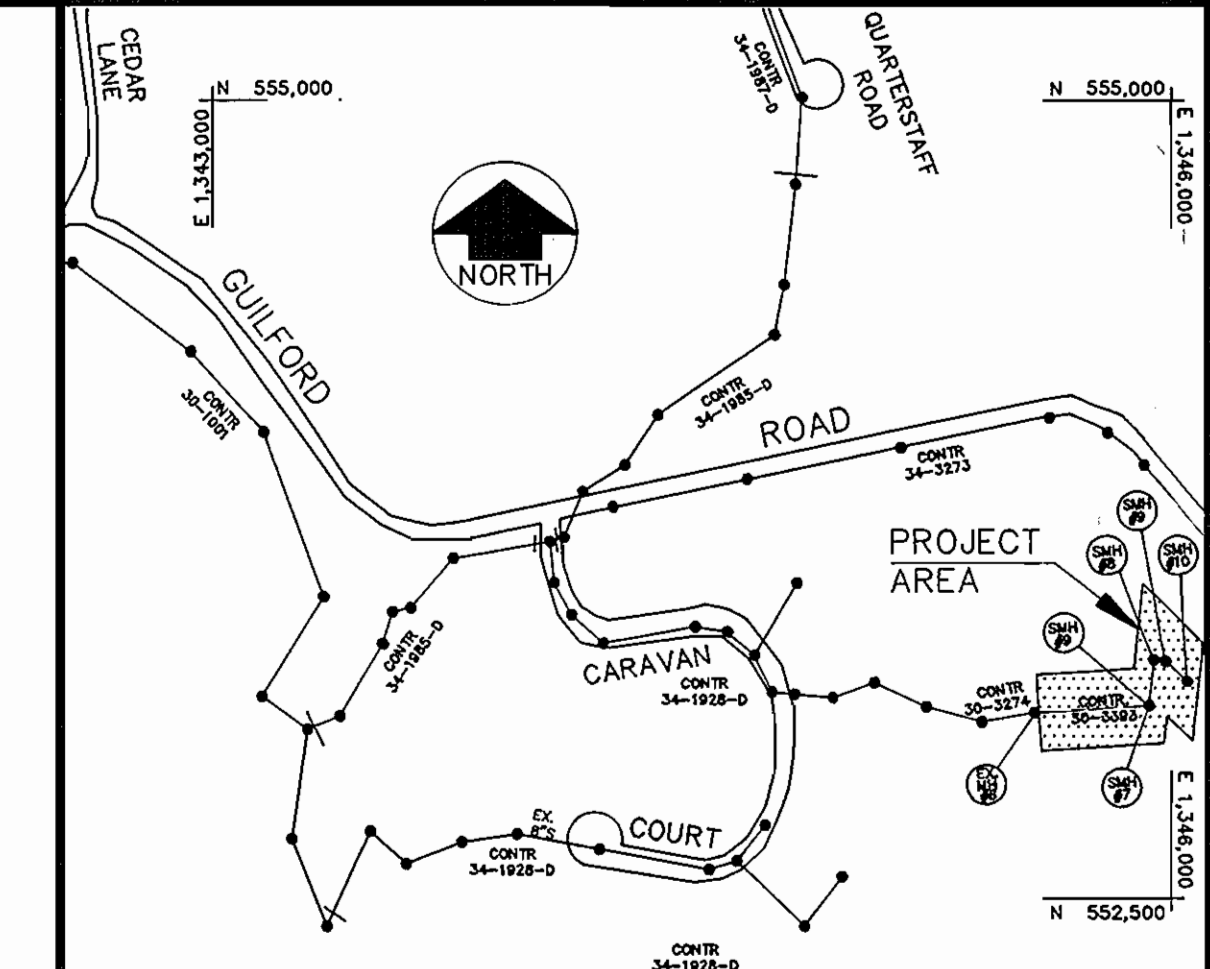 CEDAR
LANE
N 555,000
E 1,343,000
CONTR
34-1987-D
QUARTERSTAFF
ROAD
N 555,000
E 1,346,000
NORTH
GUILFORD
ROAD
CONTR
30-1001
CONTR
34-1985-D
CONTR
34-3273
PROJECT
AREA
SMH
#9
SMH
#8
SMH
#10
SMH
#9
CONTR
34-1985-D
CARAVAN
CONTR
34-1928-D
CONTR
30-3274
CONTR.
30-3393
EX.
MH
#6
SMH
#7
EX.
8"S
COURT
CONTR
34-1928-D
E 1,346,000
N 552,500
CONTR
34-1928-D